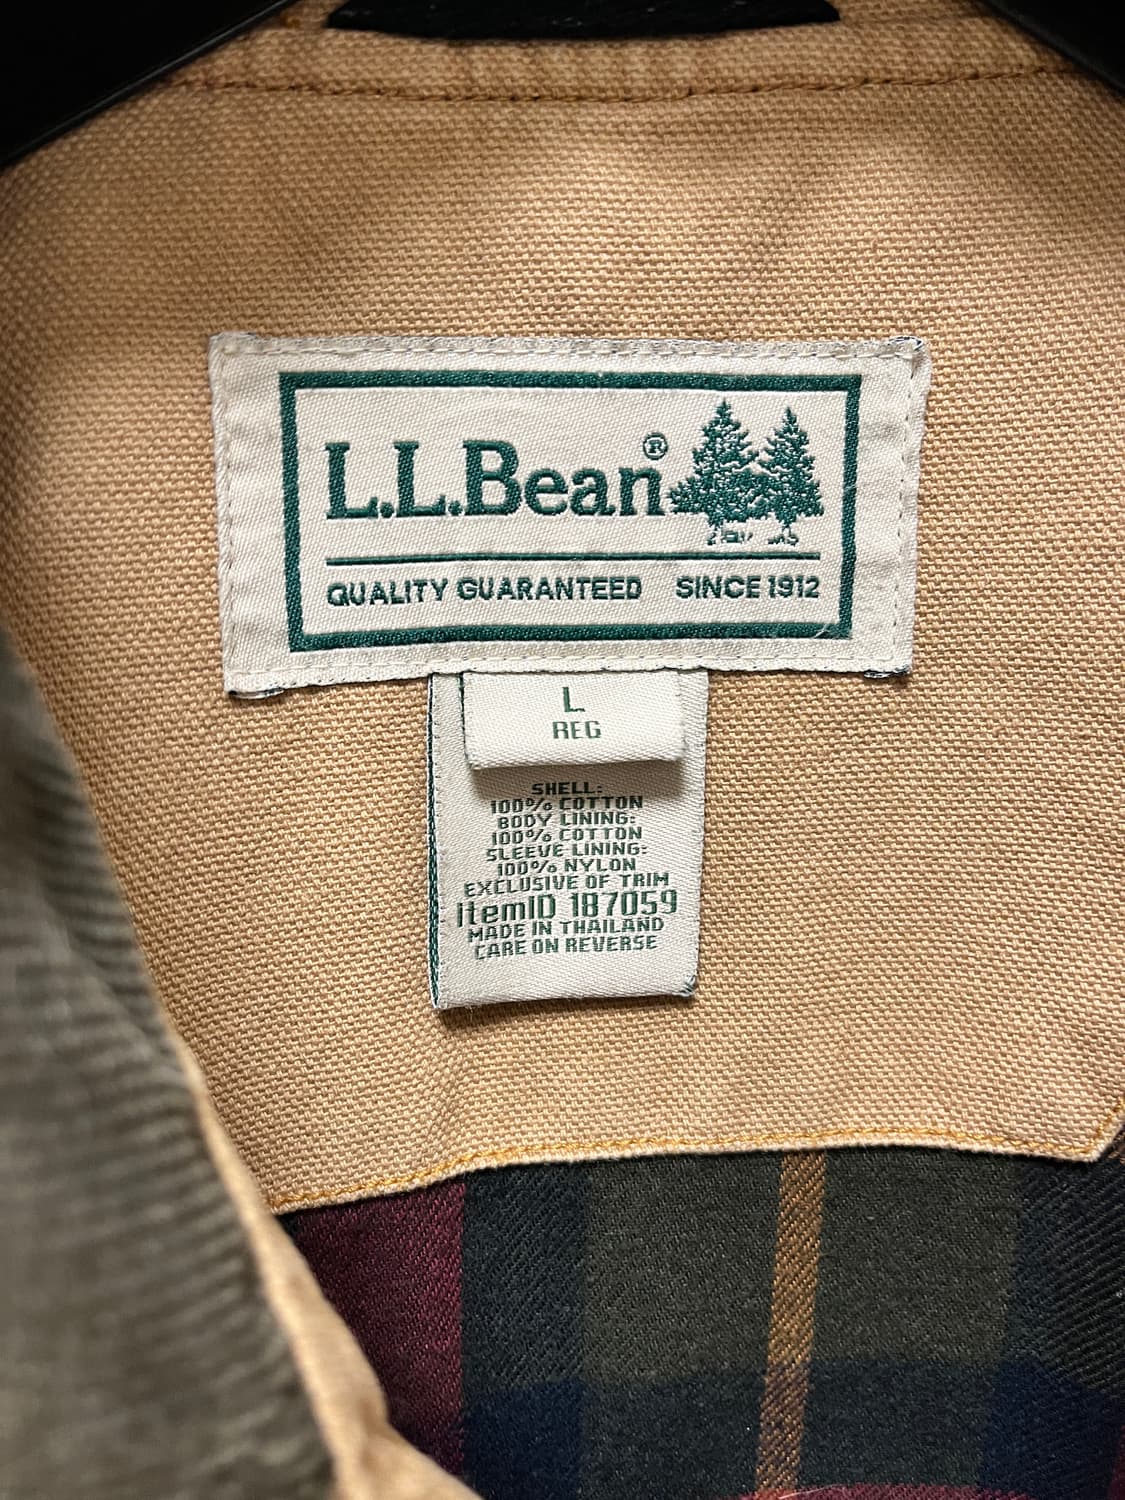 L.L.Bean®
QUALITY GUARANTEED SINCE 1912
L
REG
SHELL:
100% COTTON
BODY LINING:
100% COTTON
SLEEVE LINING:
100% NYLON
EXCLUSIVE OF TRIM
ItemID 187059
MADE IN THAILAND
CARE ON REVERSE